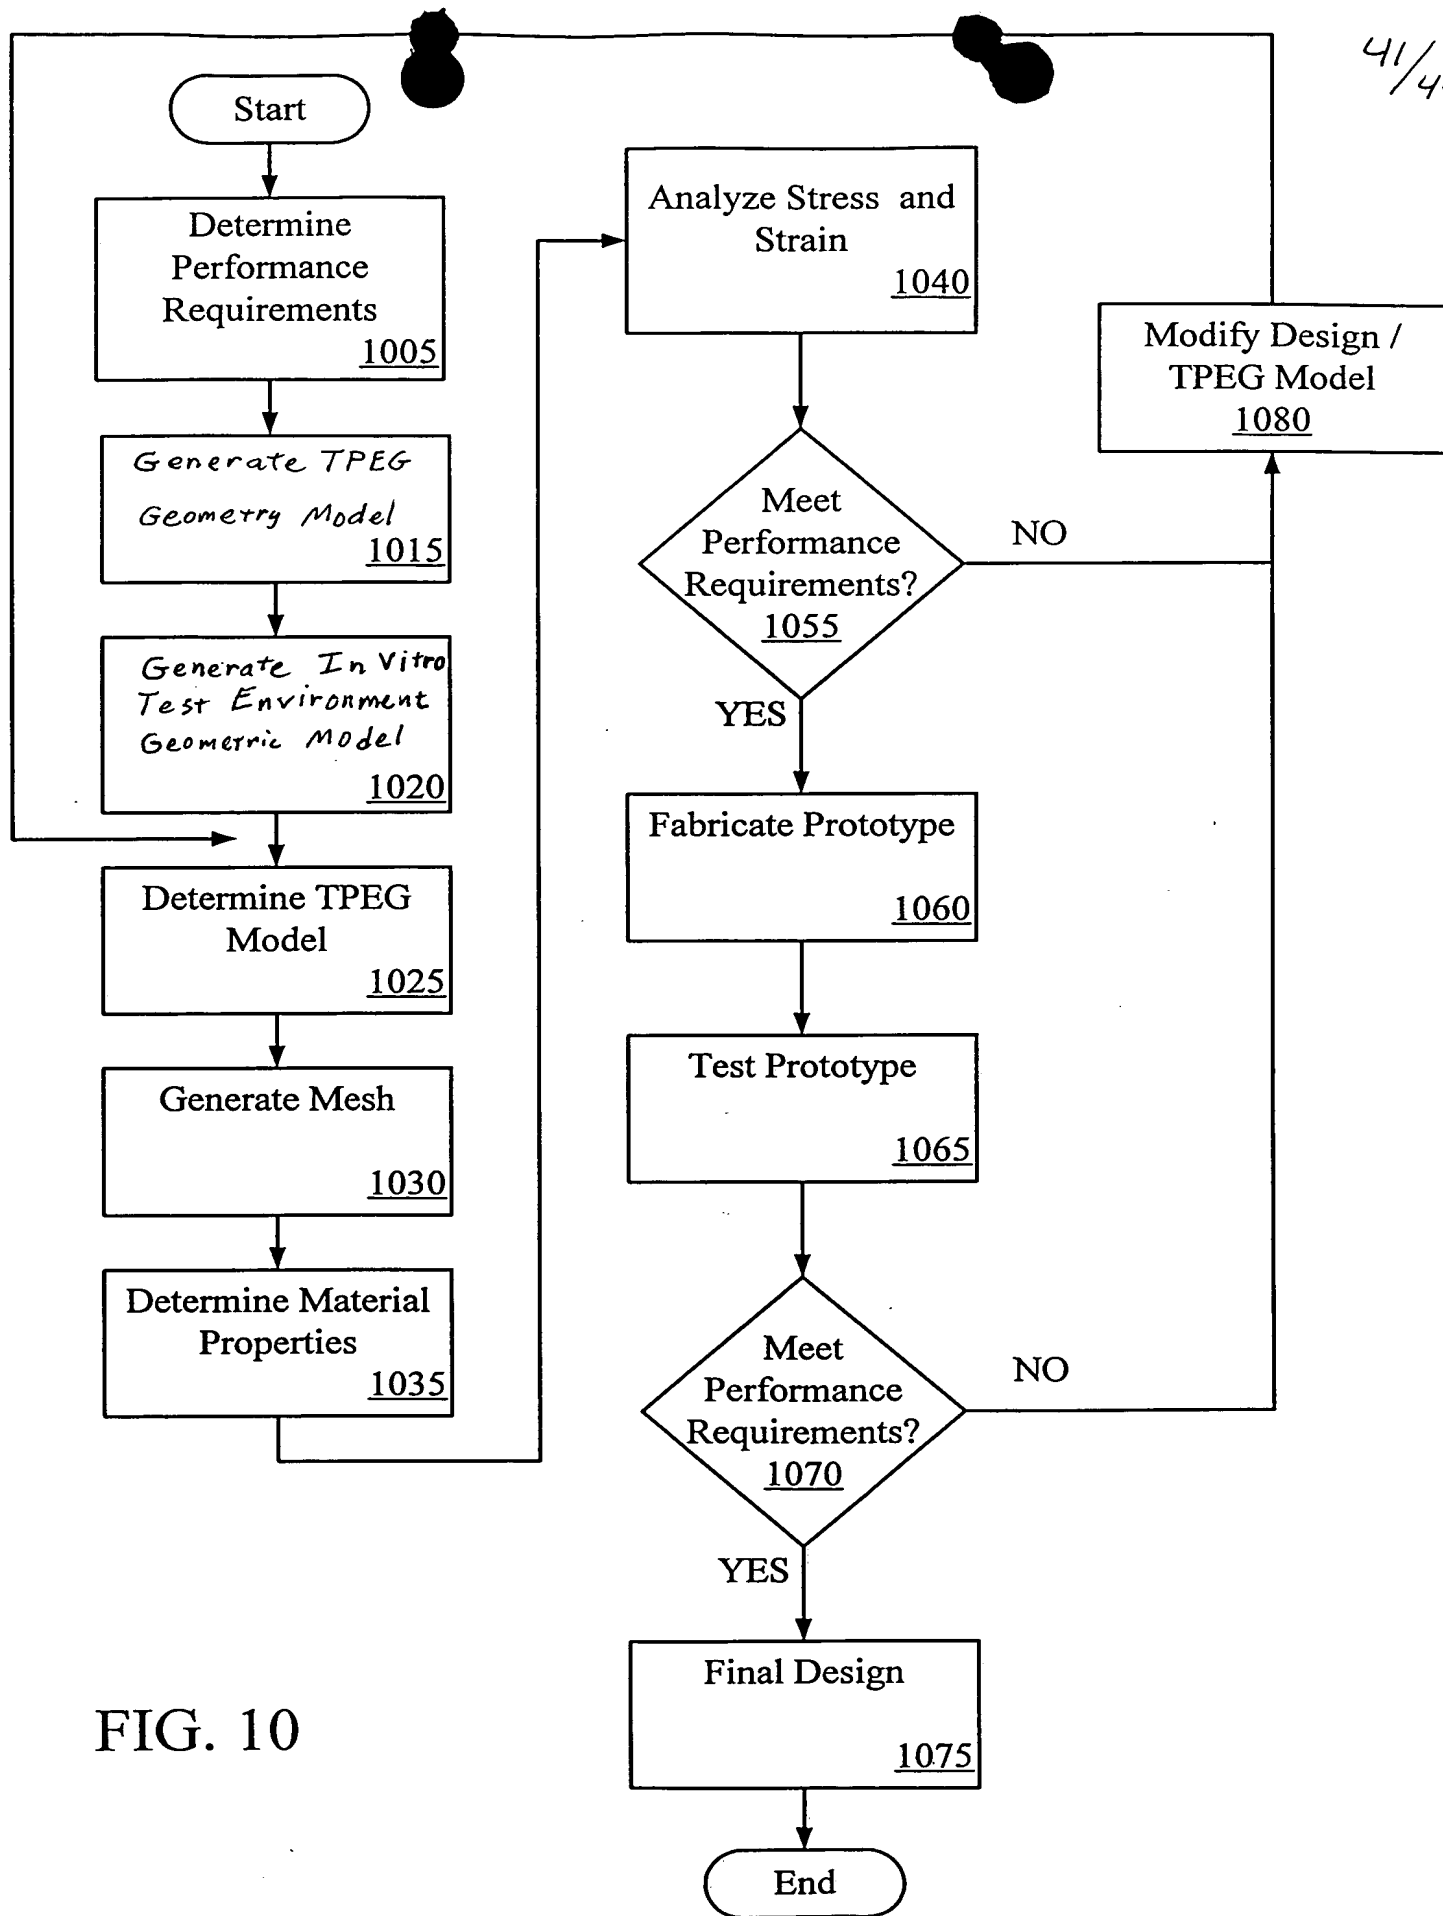 41/4
Start
Determine
Performance
Requirements
1005
Generate TPEG
Geometry Model
1015
Generate In Vitro
Test Environment
Geometric Model
1020
Determine TPEG
Model
1025
Generate Mesh
1030
Determine Material
Properties
1035
Analyze Stress and
Strain
1040
Meet
Performance
Requirements?
1055
NO
YES
Fabricate Prototype
1060
Test Prototype
1065
Meet
Performance
Requirements?
1070
NO
YES
Final Design
1075
End
Modify Design /
TPEG Model
1080
FIG. 10